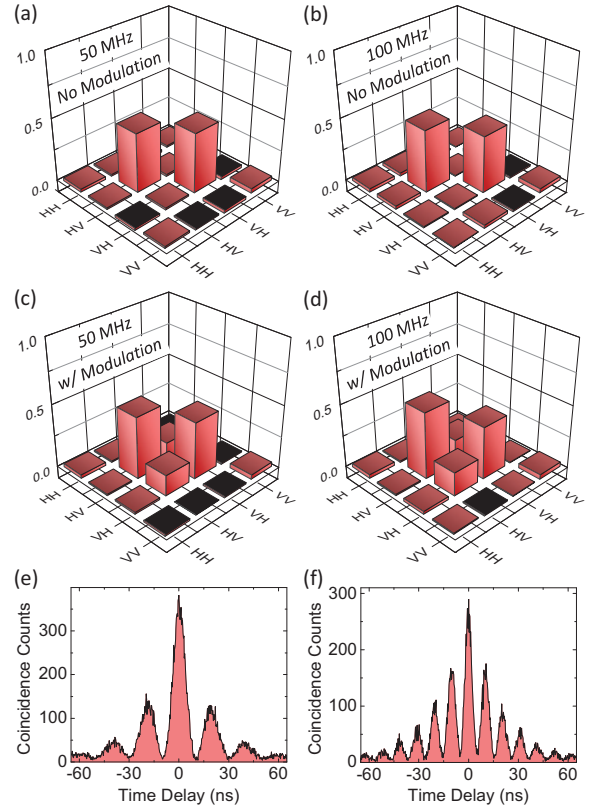 (a)
50 MHz
No Modulation
1.0
0.5
0.0
HH
HV
VH
VV
HH
HV
VH
VV
(b)
100 MHz
No Modulation
1.0
0.5
0.0
HH
HV
VH
VV
HH
HV
VH
VV
(c)
50 MHz
w/ Modulation
1.0
0.5
0.0
HH
HV
VH
VV
HH
HV
VH
VV
(d)
100 MHz
w/ Modulation
1.0
0.5
0.0
HH
HV
VH
VV
HH
HV
VH
VV
(e)
Coincidence Counts
300
200
100
0
-60 -30 0 30 60
Time Delay (ns)
(f)
Coincidence Counts
300
200
100
0
-60 -30 0 30 60
Time Delay (ns)